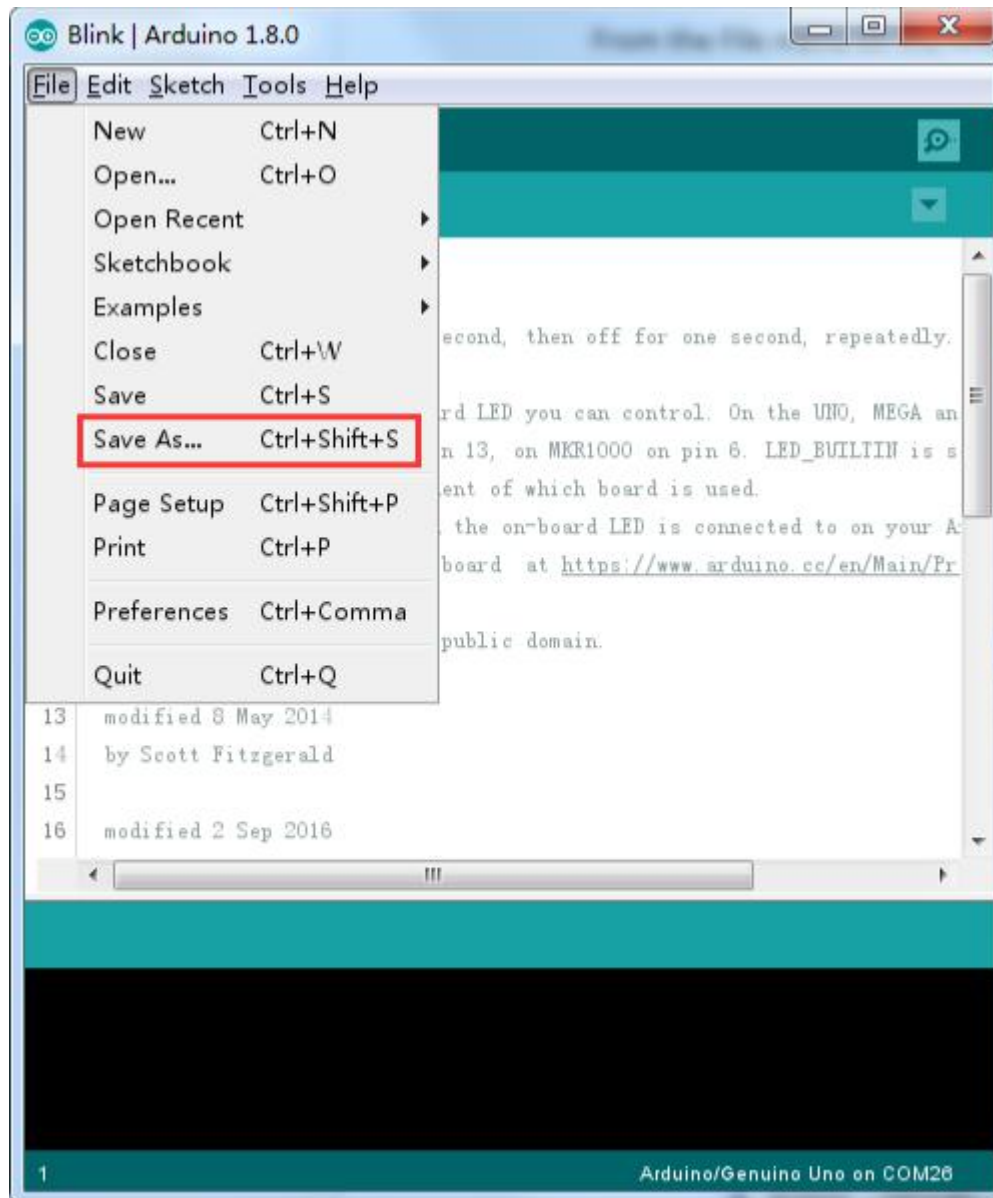 Blink | Arduino 1.8.0
File Edit Sketch Tools Help
New Ctrl+N
Open... Ctrl+O
Open Recent
Sketchbook
Examples
Close Ctrl+W
Save Ctrl+S
Save As... Ctrl+Shift+S
Page Setup Ctrl+Shift+P
Print Ctrl+P
Preferences Ctrl+Comma
Quit Ctrl+Q
econd, then off for one second, repeatedly.
rd LED you can control. On the UNO, MEGA an
n 13, on MKR1000 on pin 6. LED_BUILTIN is s
ent of which board is used.
the on-board LED is connected to on your A
board at https://www.arduino.cc/en/Main/Pr
public domain.
13 modified 8 May 2014
14 by Scott Fitzgerald
15
16 modified 2 Sep 2016
1 Arduino/Genuino Uno on COM26